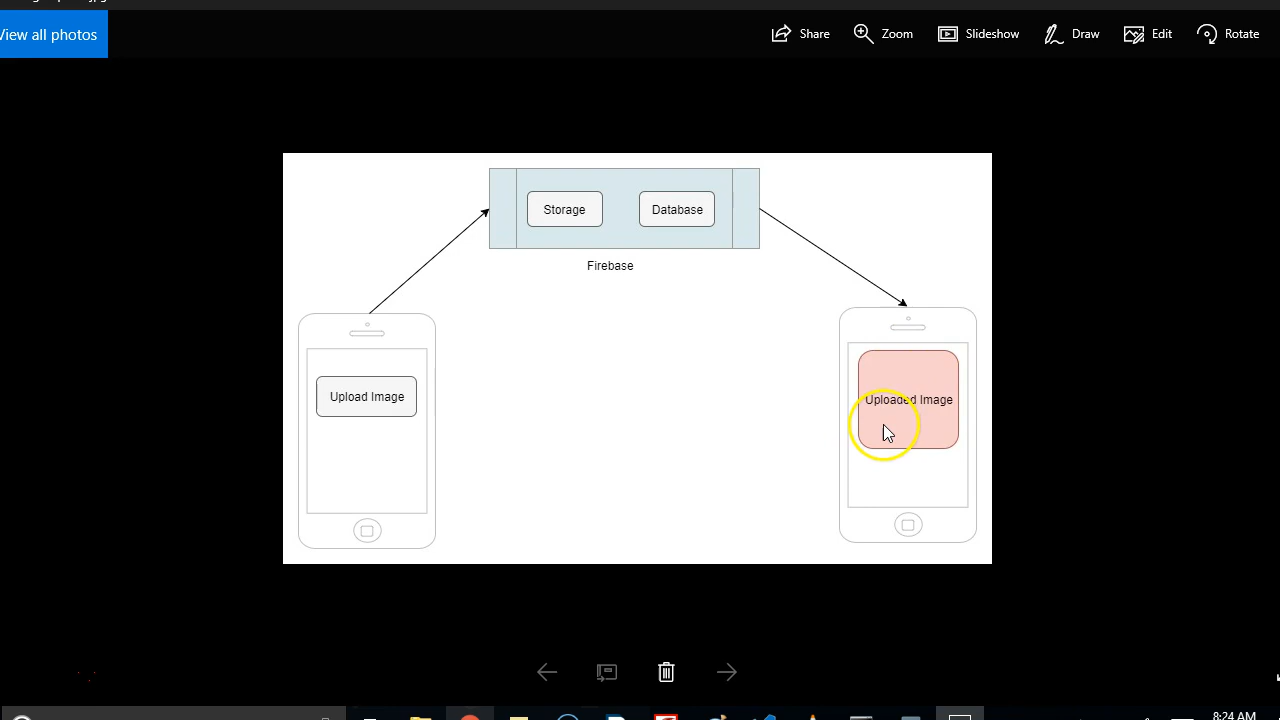 View all photos
Share
Zoom
Slideshow
Draw
Edit
Rotate
Storage
Database
Firebase
Upload Image
Uploaded Image
8:24 AM